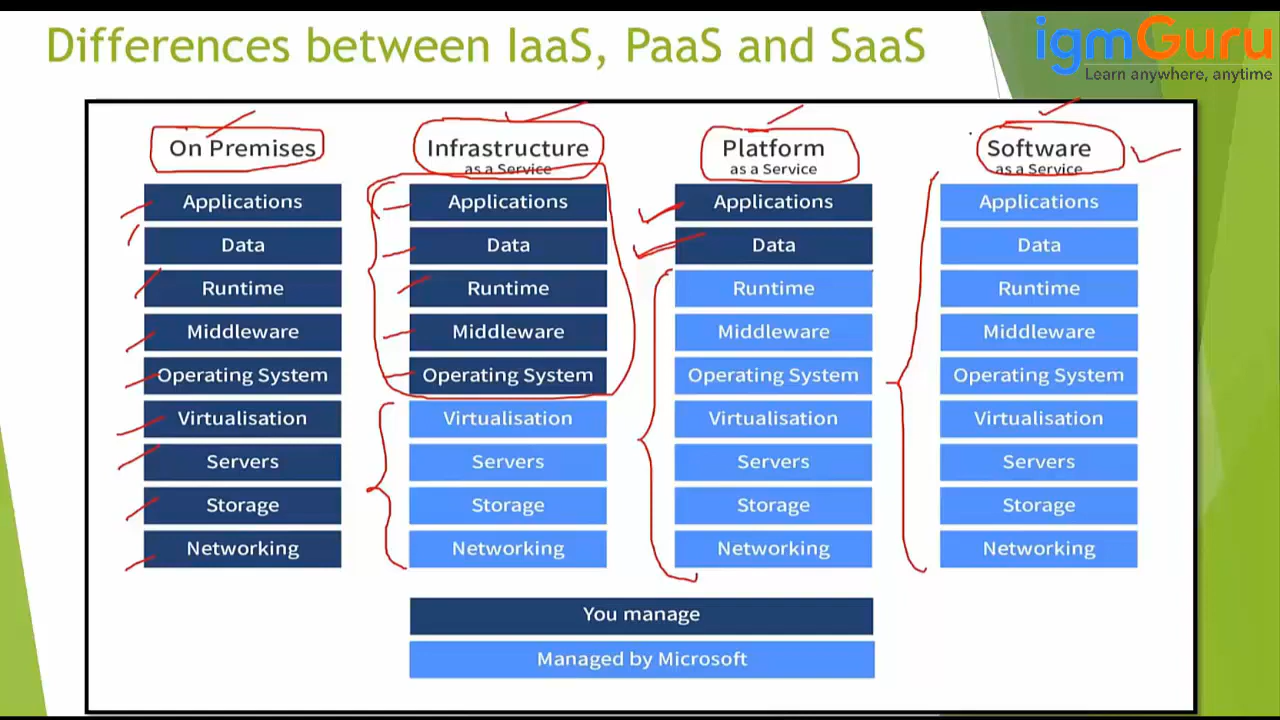 Differences between IaaS, PaaS and SaaS
igmGuru
Learn anywhere, anytime
On Premises
Applications
Data
Runtime
Middleware
Operating System
Virtualisation
Servers
Storage
Networking
Infrastructure
as a Service
Applications
Data
Runtime
Middleware
Operating System
Virtualisation
Servers
Storage
Networking
Platform
as a Service
Applications
Data
Runtime
Middleware
Operating System
Virtualisation
Servers
Storage
Networking
Software
as a Service
Applications
Data
Runtime
Middleware
Operating System
Virtualisation
Servers
Storage
Networking
You manage
Managed by Microsoft